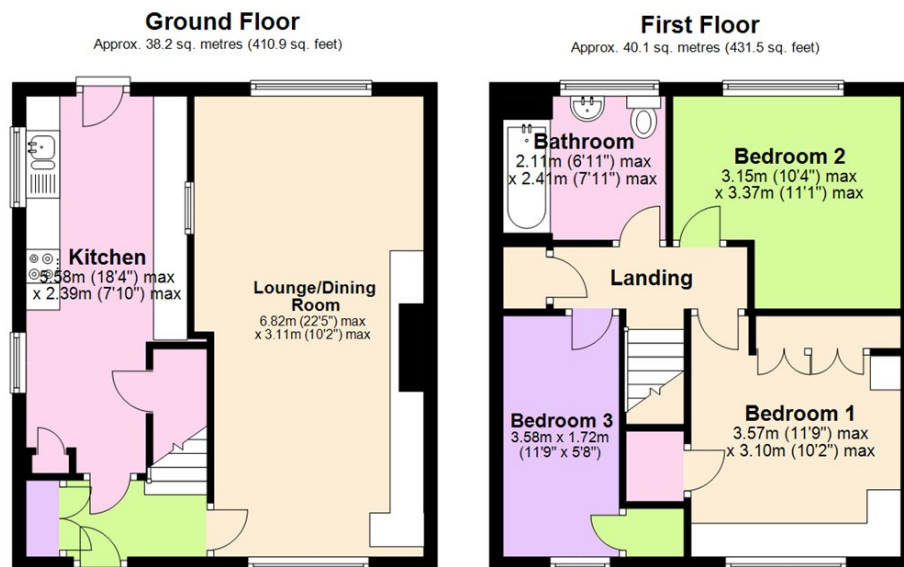 Ground Floor
Approx. 38.2 sq. metres (410.9 sq. feet)
Kitchen
5.58m (18'4") max
x 2.39m (7'10") max
Lounge/Dining
Room
6.82m (22'5") max
x 3.11m (10'2") max
First Floor
Approx. 40.1 sq. metres (431.5 sq. feet)
Bathroom
2.11m (6'11") max
x 2.41m (7'11") max
Bedroom 2
3.15m (10'4") max
x 3.37m (11'1") max
Landing
Bedroom 3
3.58m x 1.72m
(11'9" x 5'8")
Bedroom 1
3.57m (11'9") max
x 3.10m (10'2") max